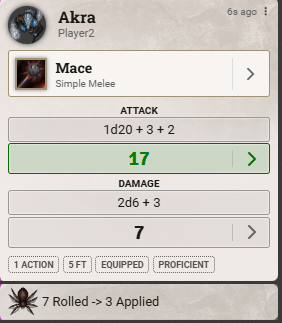 Akra
6s ago
Player2
Mace
Simple Melee
ATTACK
1d20 + 3 + 2
17
DAMAGE
2d6 + 3
7
1 ACTION 5 FT EQUIPPED PROFICIENT
7 Rolled -> 3 Applied